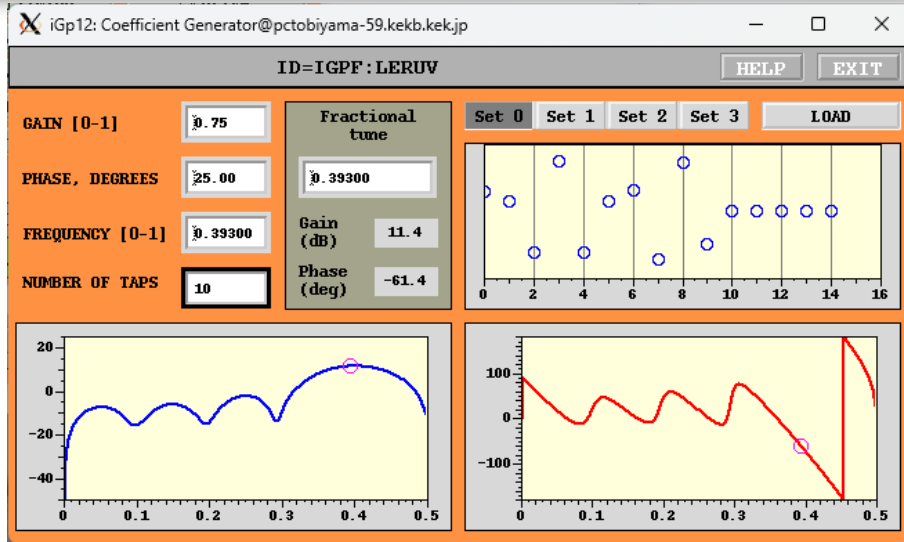 iGp12: Coefficient Generator@pctobiyama-59.kekb.kek.jp
ID=IGPF:LERUV
HELP
EXIT
GAIN [0-1]
0.75
PHASE, DEGREES
25.00
FREQUENCY [0-1]
0.39300
NUMBER OF TAPS
10
Fractional
tune
0.39300
Gain
(dB)
11.4
Phase
(deg)
-61.4
Set 0
Set 1
Set 2
Set 3
LOAD
0 2 4 6 8 10 12 14 16
20
0
-20
-40
0 0.1 0.2 0.3 0.4 0.5
100
0
-100
0 0.1 0.2 0.3 0.4 0.5